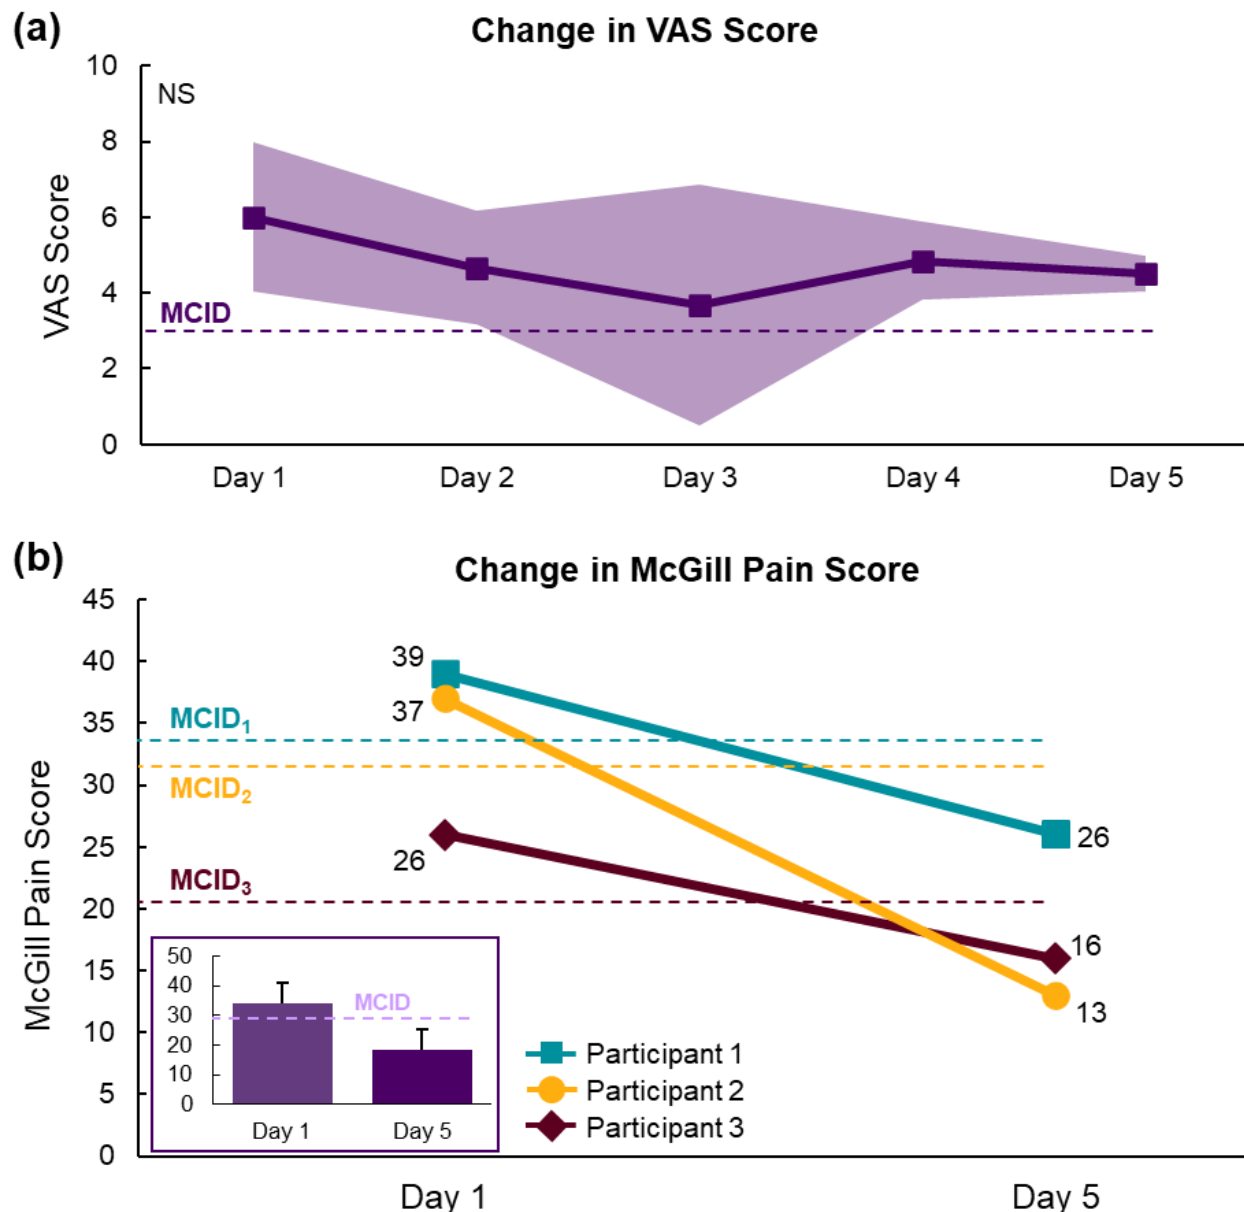 (a)
Change in VAS Score
VAS Score
10
8
6
4
2
0
NS
MCID
Day 1
Day 2
Day 3
Day 4
Day 5
(b)
Change in McGill Pain Score
McGill Pain Score
45
40
35
30
25
20
15
10
5
0
39
37
26
MCID₁
MCID₂
MCID₃
26
16
13
50
40
30
20
10
0
MCID
Day 1
Day 5
Participant 1
Participant 2
Participant 3
Day 1
Day 5